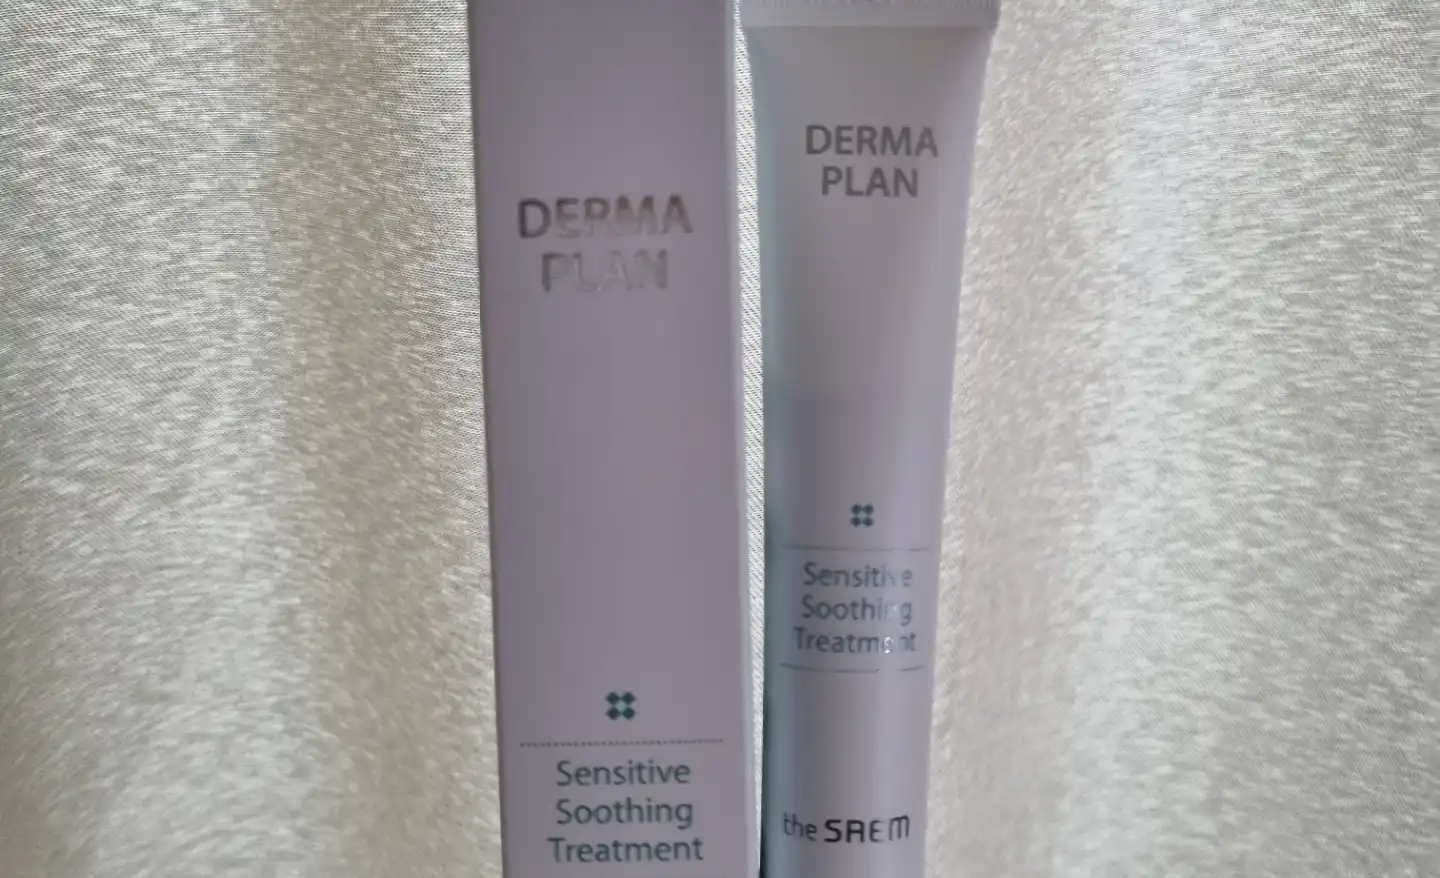 DERMA
PLAN
Sensitive
Soothing
Treatment
DERMA
PLAN
Sensitive
Soothing
Treatment
the SAEM